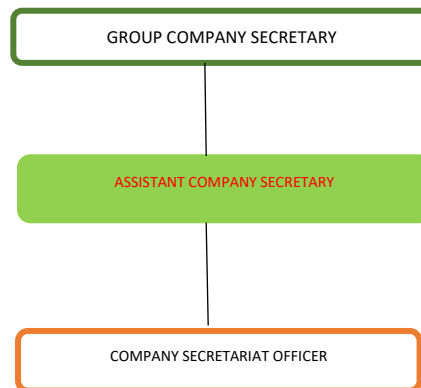 GROUP COMPANY SECRETARY
ASSISTANT COMPANY SECRETARY
COMPANY SECRETARIAT OFFICER